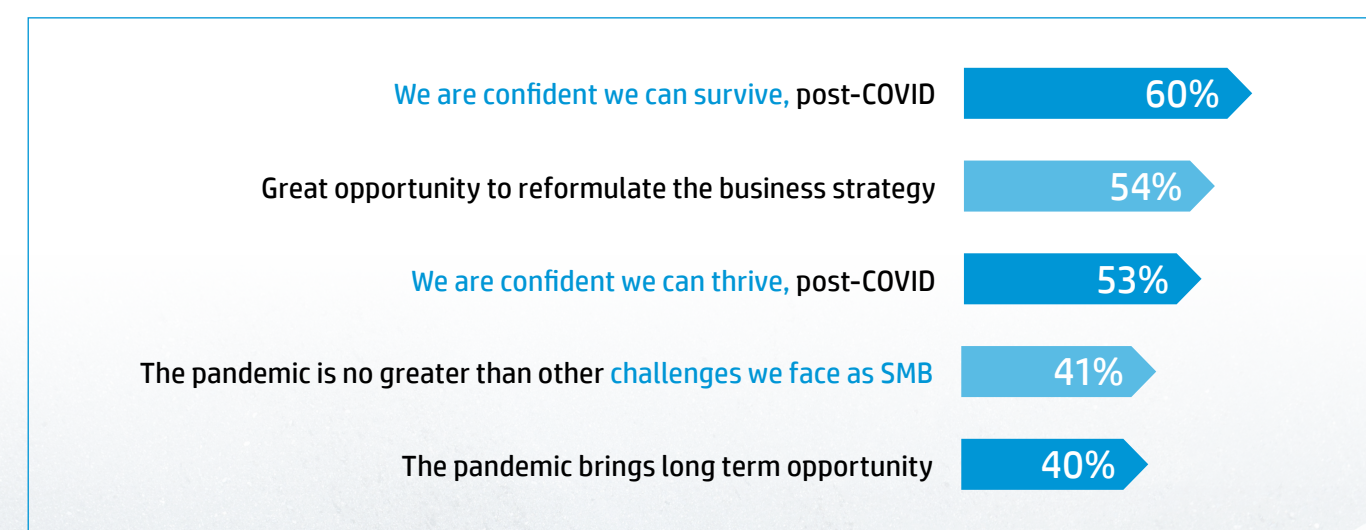 We are confident we can survive, post-COVID 60%
Great opportunity to reformulate the business strategy 54%
We are confident we can thrive, post-COVID 53%
The pandemic is no greater than other challenges we face as SMB 41%
The pandemic brings long term opportunity 40%